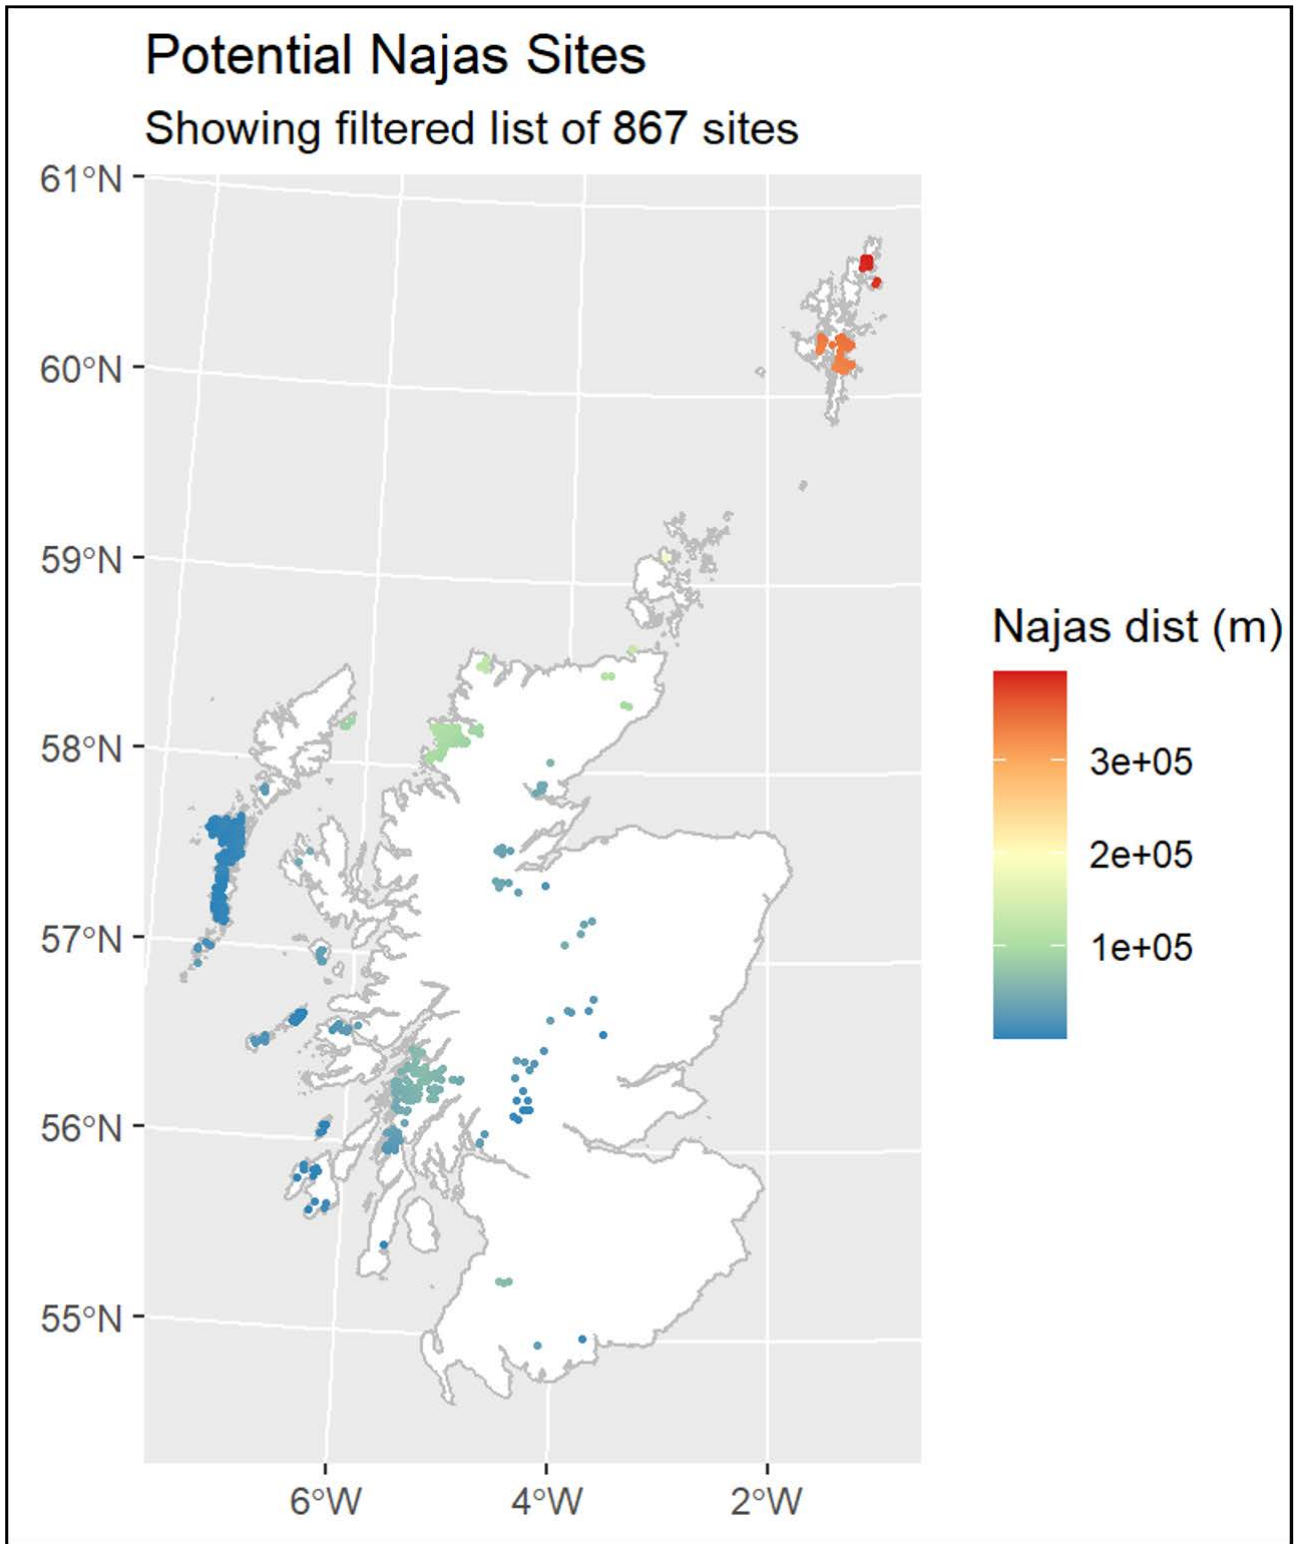 Potential Najas Sites
Showing filtered list of 867 sites
61°N
60°N
59°N
58°N
57°N
56°N
55°N
6°W 4°W 2°W
Najas dist (m)
3e+05
2e+05
1e+05